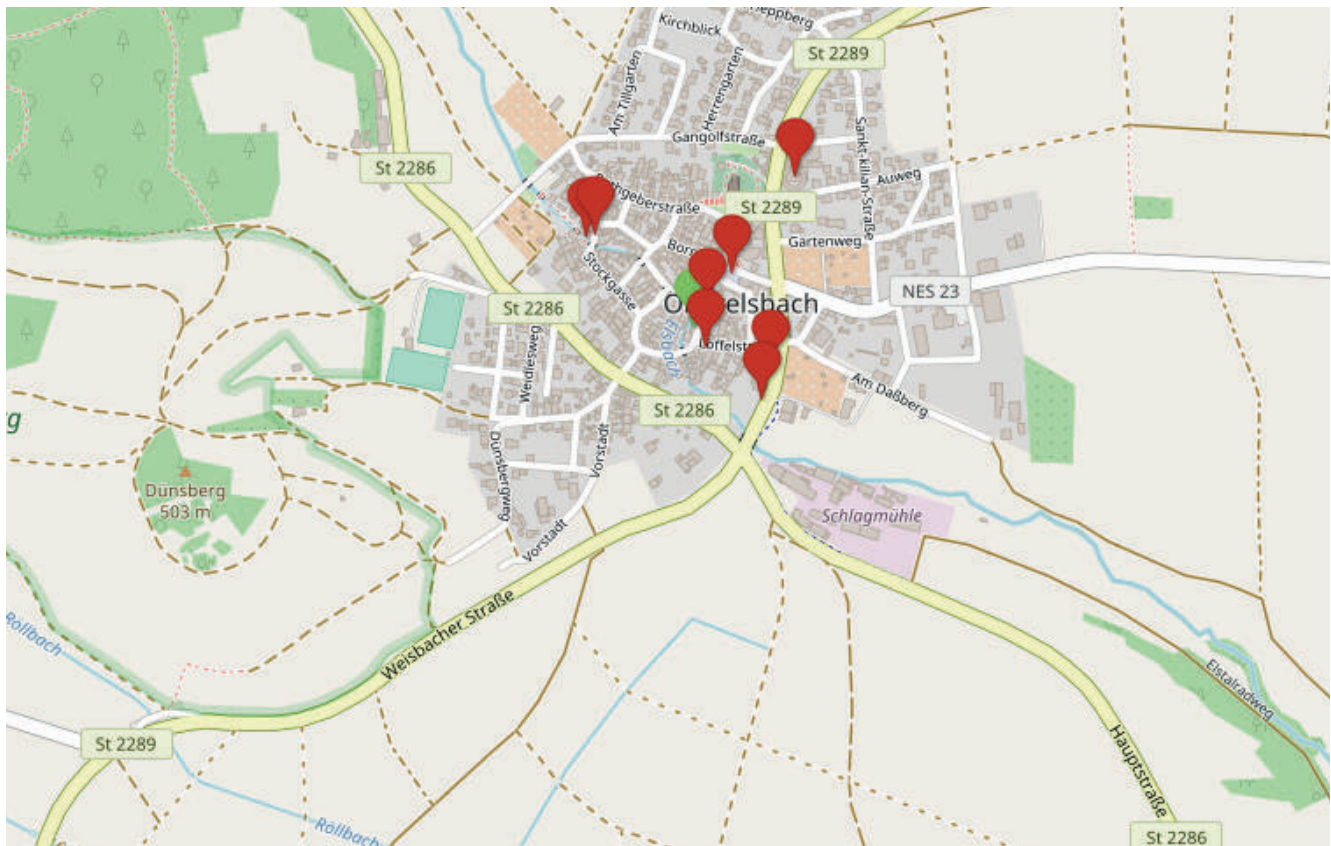 Kirchblick
St 2289
Am Tillgarten
Herrengarten
Gangolfstraße
Sankt-kilian-Straße
St 2286
Auweg
St 2289
Gartenweg
Stockgasse
NES 23
St 2286
Elsbach
Weidiesweg
Am Daßberg
St 2286
Dünsbergweg
Vorstadt
Dünsberg
503 m
Schlagmühle
Vorstadt
Weisbacher Straße
Röllbach
Elstalradweg
St 2289
Hauptstraße
Röllbach
St 2286